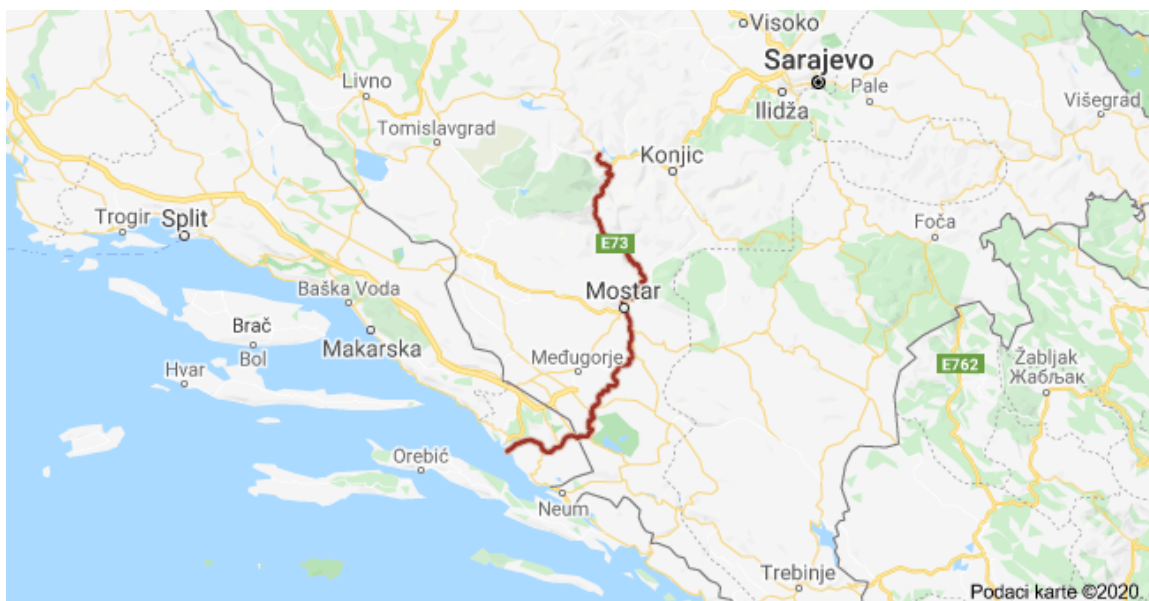 Visoko
Sarajevo
Livno
Pale
Ilidža
Višegrad
Tomislavgrad
Konjic
Trogir
Split
Foča
E73
Baška Voda
Mostar
Brač
Makarska
Bol
Međugorje
E762
Žabljak
Жабљак
Hvar
Orebić
Neum
Trebinje
Podaci karte ©2020